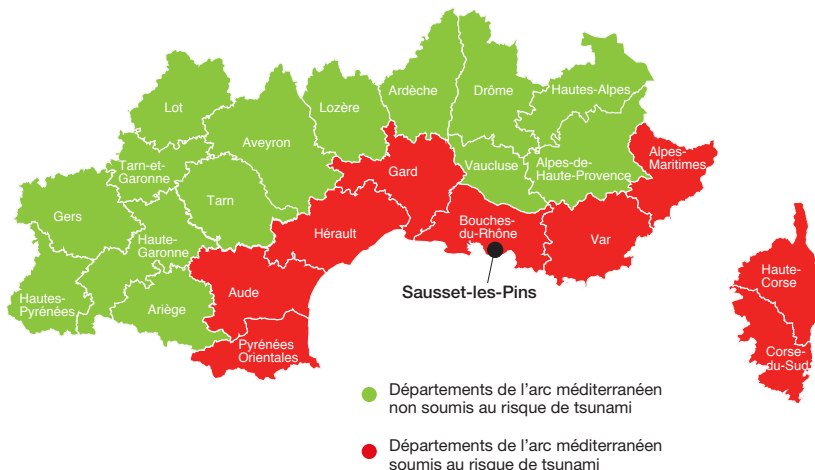 Lot
Lozère
Ardèche
Drôme
Hautes-Alpes
Aveyron
Tarn-et-
Garonne
Gard
Vaucluse
Alpes-de-
Haute-Provence
Alpes-
Maritimes
Tarn
Gers
Haute-
Garonne
Hérault
Bouches-
du-Rhône
Var
Hautes-
Pyrénées
Ariège
Aude
Sausset-les-Pins
Haute-
Corse
Pyrénées
Orientales
Corse-
du-Sud
Départements de l'arc méditerranéen
non soumis au risque de tsunami
Départements de l'arc méditerranéen
soumis au risque de tsunami